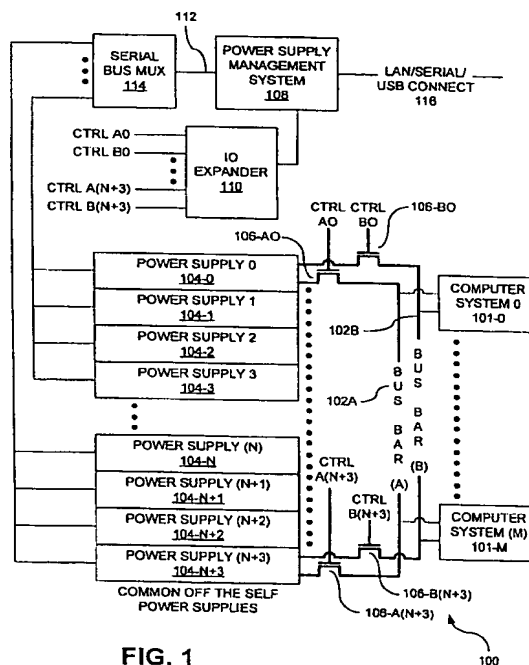 112
SERIAL
BUS MUX
114
POWER SUPPLY
MANAGEMENT
SYSTEM
108
LAN/SERIAL/
USB CONNECT
116
CTRL A0
CTRL B0
CTRL A(N+3)
CTRL B(N+3)
IO
EXPANDER
110
CTRL
AO
CTRL
BO
106-BO
106-AO
POWER SUPPLY 0
104-0
POWER SUPPLY 1
104-1
POWER SUPPLY 2
104-2
POWER SUPPLY 3
104-3
COMPUTER
SYSTEM 0
101-0
102B
102A
BUS BAR (A)
BUS BAR (B)
POWER SUPPLY (N)
104-N
POWER SUPPLY (N+1)
104-N+1
POWER SUPPLY (N+2)
104-N+2
POWER SUPPLY (N+3)
104-N+3
CTRL
A(N+3)
CTRL
B(N+3)
COMPUTER
SYSTEM (M)
101-M
COMMON OFF THE SELF
POWER SUPPLIES
106-B(N+3)
106-A(N+3)
100
FIG. 1